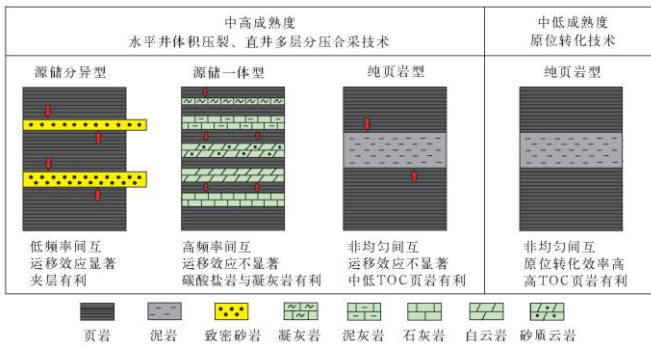 中高成熟度
水平井体积压裂、直井多层分压合采技术
中低成熟度
原位转化技术
源储分异型
源储一体型
纯页岩型
纯页岩型
低频率间互
运移效应显著
夹层有利
高频率间互
运移效应不显著
碳酸盐岩与凝灰岩有利
非均匀间互
运移效应不显著
中低TOC页岩有利
非均匀间互
原位转化效率高
高TOC页岩有利
页岩
泥岩
致密砂岩
凝灰岩
泥灰岩
石灰岩
白云岩
砂质云岩